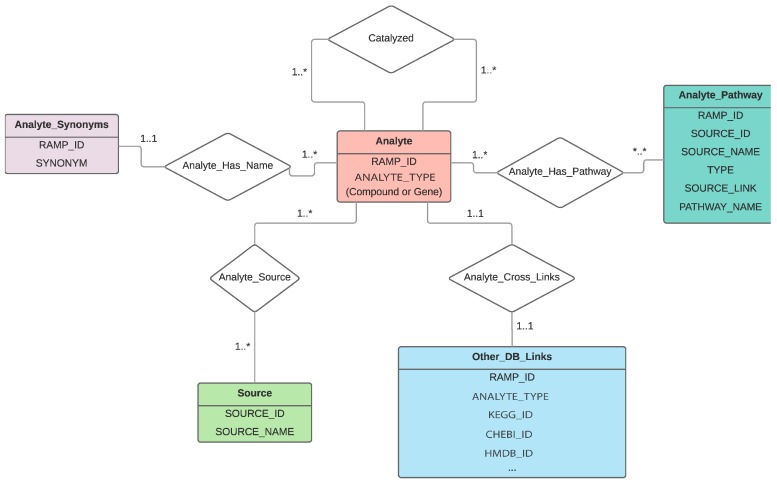 Catalyzed
1..*
1..*
Analyte_Synonyms
RAMP_ID
SYNONYM
1..1
Analyte_Has_Name
1..*
Analyte
RAMP_ID
ANALYTE_TYPE
(Compound or Gene)
1..*
Analyte_Has_Pathway
*..*
Analyte_Pathway
RAMP_ID
SOURCE_ID
SOURCE_NAME
TYPE
SOURCE_LINK
PATHWAY_NAME
1..*
Analyte_Source
1..*
Source
SOURCE_ID
SOURCE_NAME
1..1
Analyte_Cross_Links
1..1
Other_DB_Links
RAMP_ID
ANALYTE_TYPE
KEGG_ID
CHEBI_ID
HMDB_ID
...